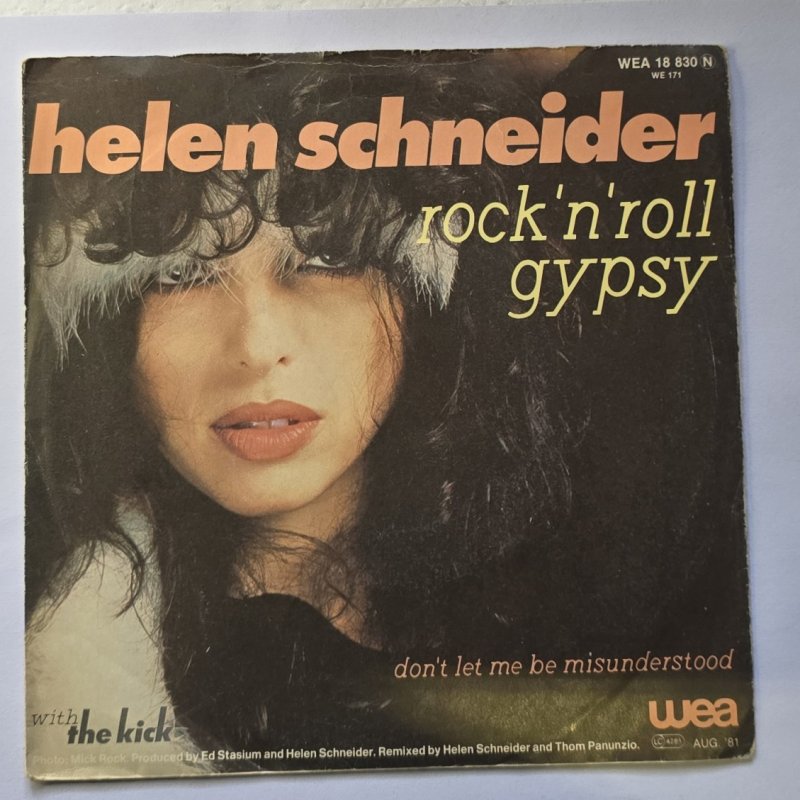 WEA 18 830 N
WE 171
helen schneider
rock'n'roll
gypsy
don't let me be misunderstood
with the kick
wea
Photo: Mick Rock. Produced by Ed Stasium and Helen Schneider. Remixed by Helen Schneider and Thom Panunzio.
LC 4281
AUG. '81